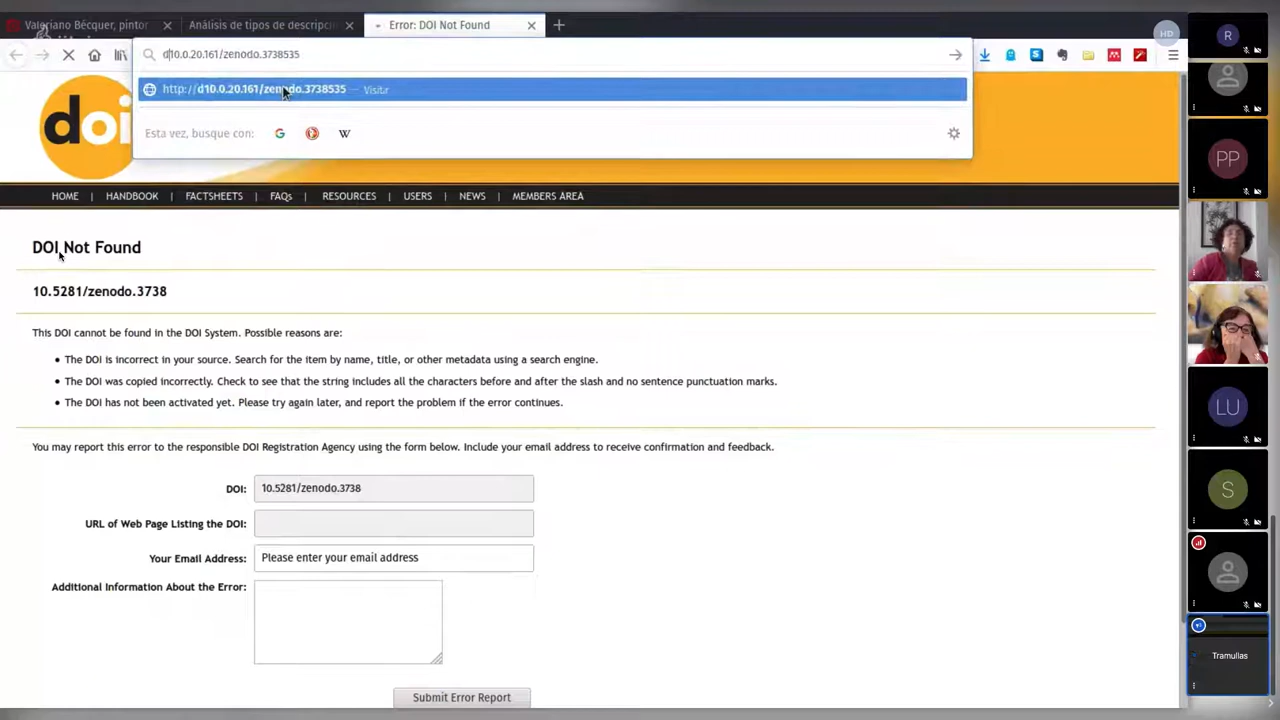 Valeriano Bécquer, pintor
Análisis de tipos de descripció
Error: DOI Not Found
d10.0.20.161/zenodo.3738535
http://d10.0.20.161/zenodo.3738535 — Visitar
Esta vez, busque con:
doi
HOME | HANDBOOK | FACTSHEETS | FAQs | RESOURCES | USERS | NEWS | MEMBERS AREA
DOI Not Found
10.5281/zenodo.3738
This DOI cannot be found in the DOI System. Possible reasons are:
• The DOI is incorrect in your source. Search for the item by name, title, or other metadata using a search engine.
• The DOI was copied incorrectly. Check to see that the string includes all the characters before and after the slash and no sentence punctuation marks.
• The DOI has not been activated yet. Please try again later, and report the problem if the error continues.
You may report this error to the responsible DOI Registration Agency using the form below. Include your email address to receive confirmation and feedback.
DOI: 10.5281/zenodo.3738
URL of Web Page Listing the DOI:
Your Email Address: Please enter your email address
Additional Information About the Error:
Submit Error Report
HD
R
PP
LU
S
Tramullas